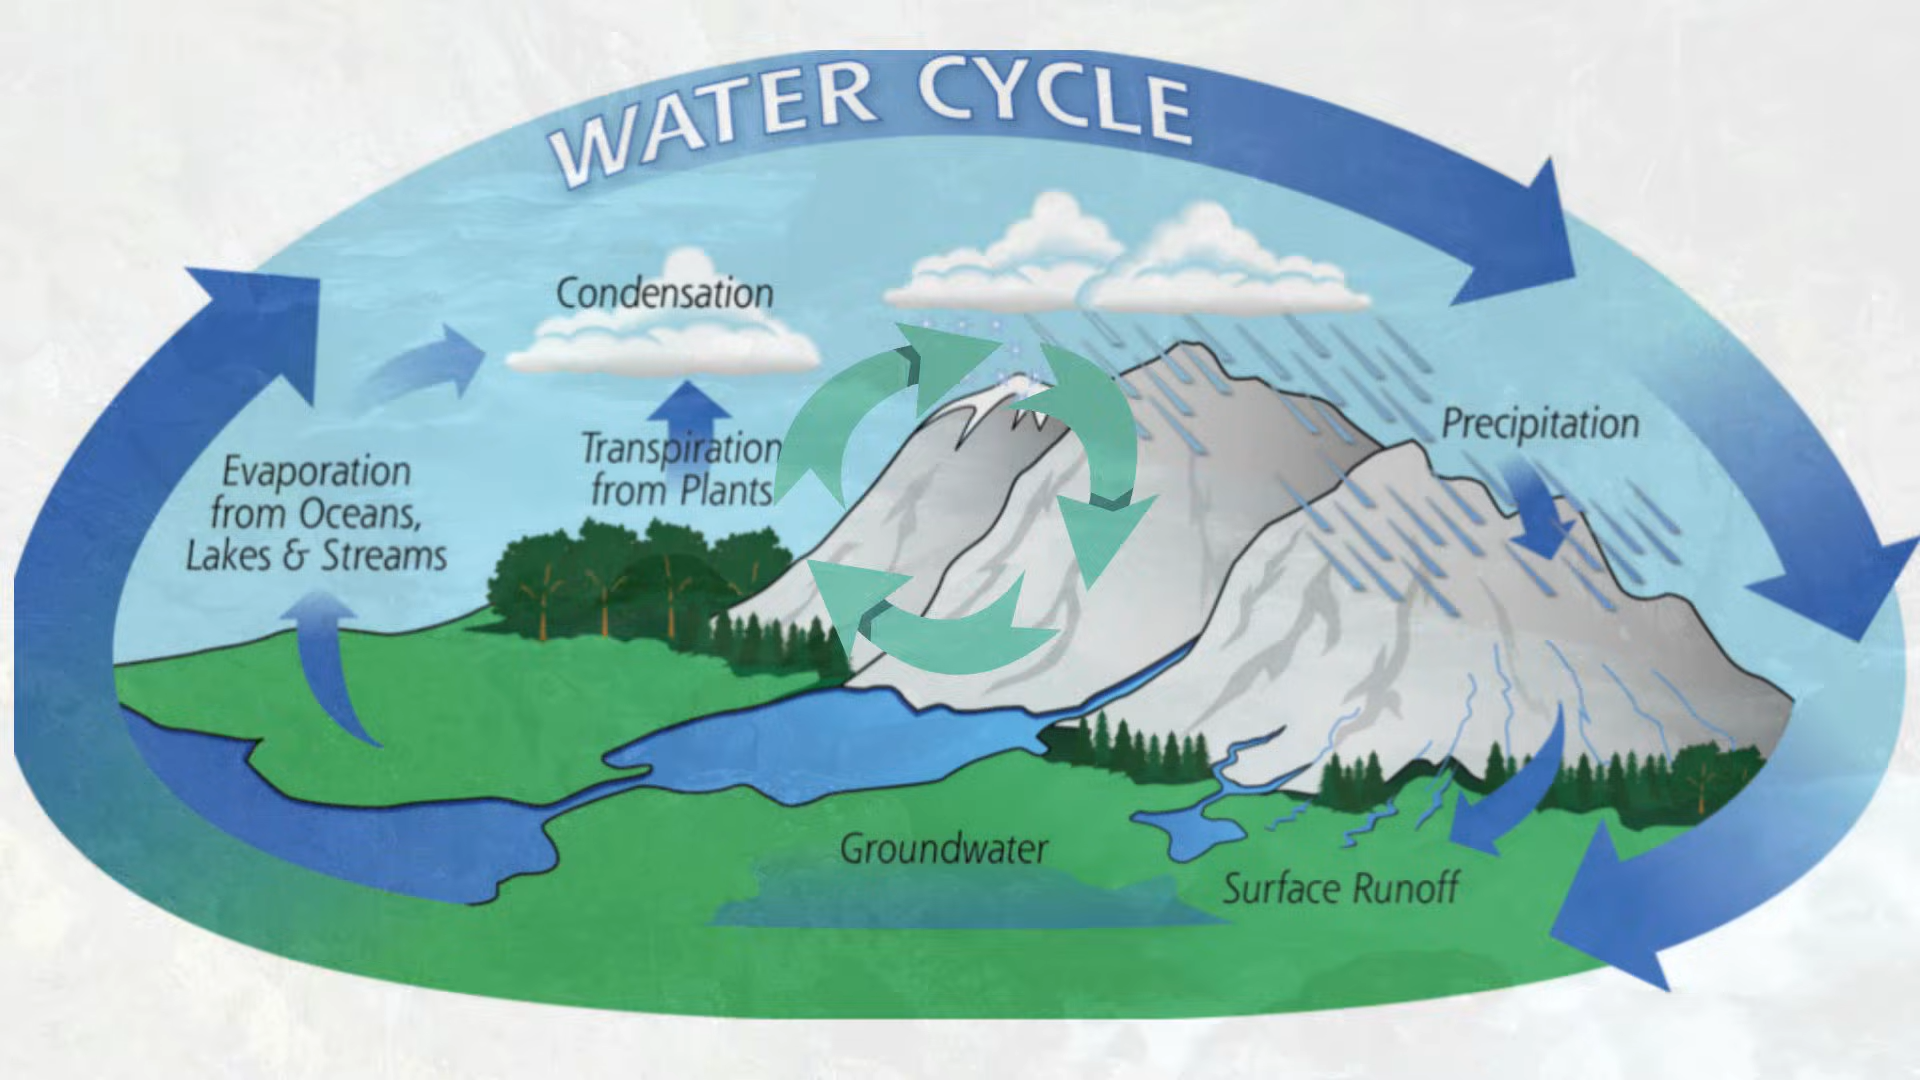 WATER CYCLE
Condensation
Precipitation
Transpiration
from Plants
Evaporation
from Oceans,
Lakes & Streams
Groundwater
Surface Runoff